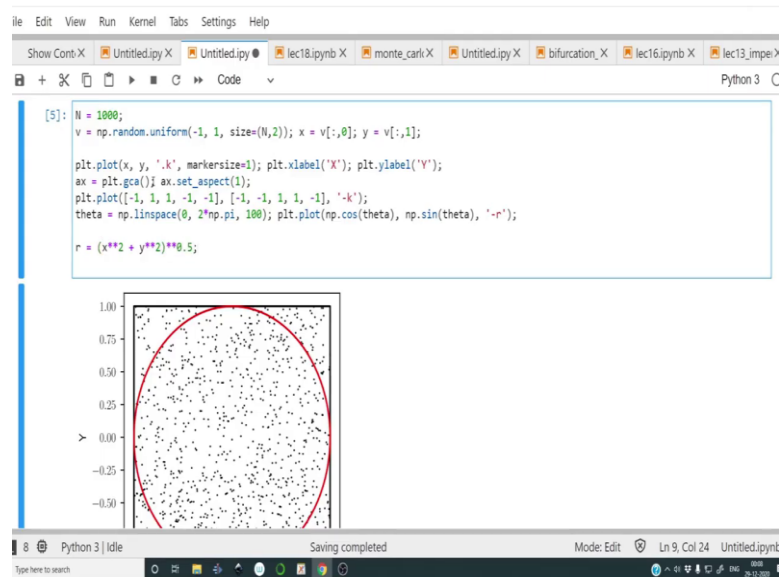 ile Edit View Run Kernel Tabs Settings Help
Show Cont Untitled.ipy Untitled.ipy lec18.ipynb monte_carl Untitled.ipy bifurcation_ lec16.ipynb lec13_impe
Code Python 3
[5]: N = 1000;
v = np.random.uniform(-1, 1, size=(N,2)); x = v[:,0]; y = v[:,1];
plt.plot(x, y, '.k', markersize=1); plt.xlabel('X'); plt.ylabel('Y');
ax = plt.gca(); ax.set_aspect(1);
plt.plot([-1, 1, 1, -1, -1], [-1, -1, 1, 1, -1], '-k');
theta = np.linspace(0, 2*np.pi, 100); plt.plot(np.cos(theta), np.sin(theta), '-r');
r = (x**2 + y**2)**0.5;
1.00
0.75
0.50
0.25
0.00
Y
−0.25
−0.50
8 Python 3 | Idle Saving completed Mode: Edit Ln 9, Col 24 Untitled.ipynb
Type here to search ENG 00:08
29-12-2020